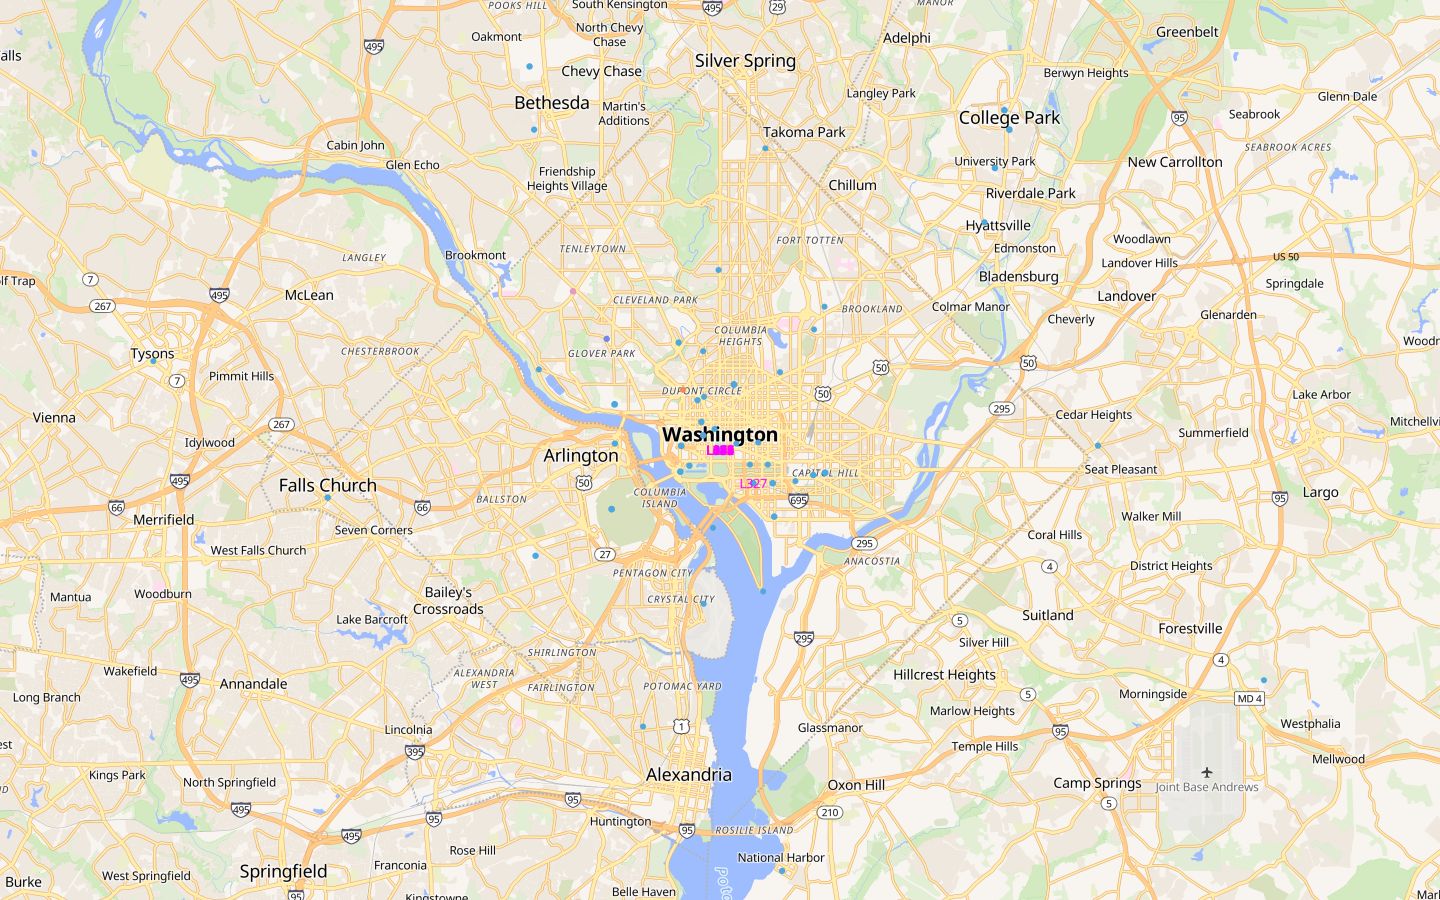 POOKS HILL
South Kensington
495
29
MANOR
Oakmont
North Chevy
Chase
495
Adelphi
Greenbelt
alls
Silver Spring
Chevy Chase
Berwyn Heights
Langley Park
Glenn Dale
Bethesda
Martin's
Additions
College Park
95
Seabrook
Takoma Park
Cabin John
Glen Echo
SEABROOK ACRES
University Park
New Carrollton
Friendship
Heights Village
Chillum
Riverdale Park
Hyattsville
TENLEYTOWN
FORT TOTTEN
Woodlawn
Edmonston
LANGLEY
Brookmont
US 50
Landover Hills
Bladensburg
lf Trap
7
267
495
McLean
Springdale
Landover
CLEVELAND PARK
BROOKLAND
Colmar Manor
Cheverly
Glenarden
COLUMBIA
HEIGHTS
Woodr
Tysons
CHESTERBROOK
GLOVER PARK
50
50
7
Pimmit Hills
DUPONT CIRCLE
50
Lake Arbor
295
Cedar Heights
Vienna
267
Mitchellvi
Washington
Summerfield
Idylwood
Arlington
Seat Pleasant
CAPITOL HILL
L327
Falls Church
50
BALLSTON
COLUMBIA
ISLAND
695
Largo
95
66
66
Merrifield
Seven Corners
Walker Mill
Coral Hills
295
West Falls Church
27
ANACOSTIA
4
District Heights
PENTAGON CITY
Mantua
Woodburn
Bailey's
Crossroads
CRYSTAL CITY
Lake Barcroft
Suitland
5
Forestville
295
Silver Hill
SHIRLINGTON
4
Wakefield
495
Annandale
ALEXANDRIA
WEST
FAIRLINGTON
POTOMAC YARD
Hillcrest Heights
5
Morningside
MD 4
Long Branch
Marlow Heights
Westphalia
Lincolnia
1
Glassmanor
95
Temple Hills
est
395
Mellwood
Kings Park
North Springfield
Alexandria
Oxon Hill
Camp Springs
Joint Base Andrews
495
95
95
5
210
495
Huntington
95
ROSILIE ISLAND
Rose Hill
National Harbor
Springfield
Franconia
Burke
West Springfield
95
Kingstowne
Belle Haven